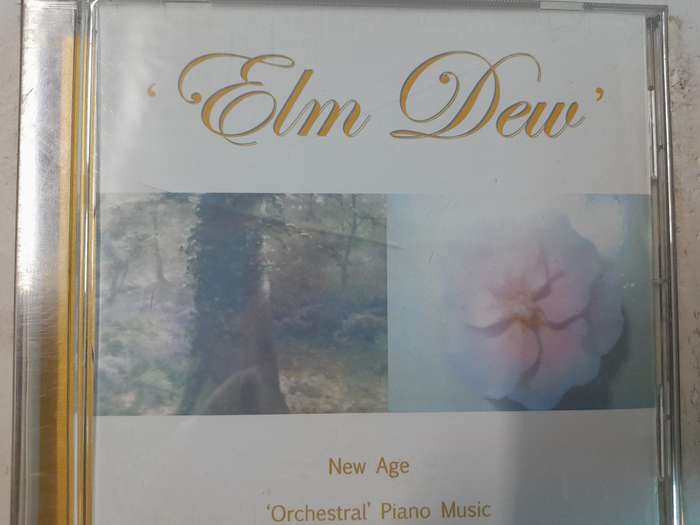 ‘Elm Dew’
New Age
‘Orchestral’ Piano Music